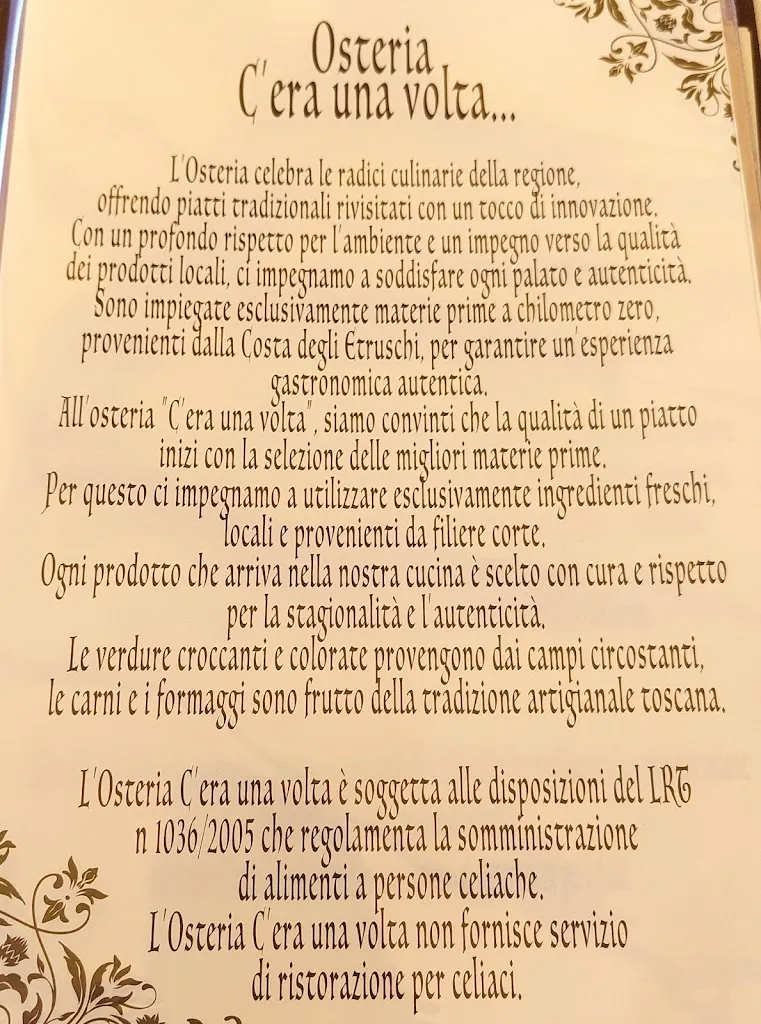 Osteria
C'era una volta...
L'Osteria celebra le radici culinarie della regione,
offrendo piatti tradizionali rivisitati con un tocco di innovazione.
Con un profondo rispetto per l'ambiente e un impegno verso la qualità
dei prodotti locali, ci impegnamo a soddisfare ogni palato e autenticità.
Sono impiegate esclusivamente materie prime a chilometro zero,
provenienti dalla Costa degli Etruschi, per garantire un'esperienza
gastronomica autentica.
All'osteria "C'era una volta", siamo convinti che la qualità di un piatto
inizi con la selezione delle migliori materie prime.
Per questo ci impegnamo a utilizzare esclusivamente ingredienti freschi,
locali e provenienti da filiere corte.
Ogni prodotto che arriva nella nostra cucina è scelto con cura e rispetto
per la stagionalità e l'autenticità.
Le verdure croccanti e colorate provengono dai campi circostanti,
le carni e i formaggi sono frutto della tradizione artigianale toscana.
L'Osteria C'era una volta è soggetta alle disposizioni del LRT
n 1036/2005 che regolamenta la somministrazione
di alimenti a persone celiache.
L'Osteria C'era una volta non fornisce servizio
di ristorazione per celiaci.